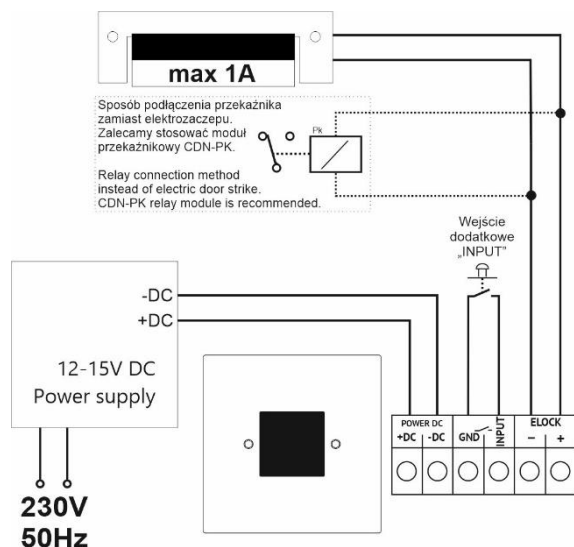 max 1A
Sposób podłączenia przekaźnika
zamiast elektrozaczepu.
Zalecamy stosować moduł
przekaźnikowy CDN-PK.
Pk
Relay connection method
instead of electric door strike.
CDN-PK relay module is recommended.
Wejście
dodatkowe
„INPUT”
-DC
+DC
12-15V DC
Power supply
POWER DC
ELOCK
+DC
-DC
GND
INPUT
–
+
230V
50Hz